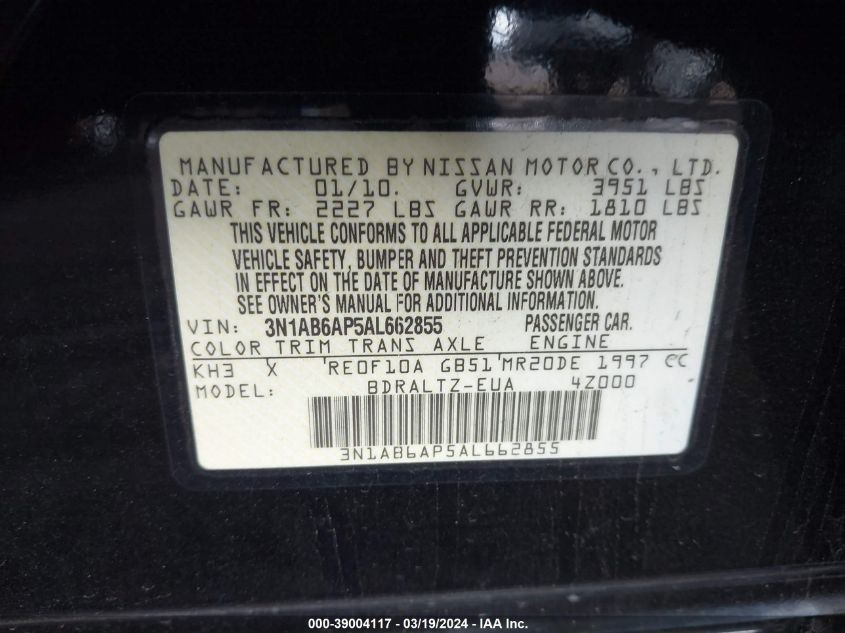 MANUFACTURED BY NISSAN MOTOR CO., LTD.
DATE: 01/10. GVWR: 3951 LBS
GAWR FR: 2227 LBS GAWR RR: 1810 LBS
THIS VEHICLE CONFORMS TO ALL APPLICABLE FEDERAL MOTOR
VEHICLE SAFETY, BUMPER AND THEFT PREVENTION STANDARDS
IN EFFECT ON THE DATE OF MANUFACTURE SHOWN ABOVE.
SEE OWNER'S MANUAL FOR ADDITIONAL INFORMATION.
VIN: 3N1AB6AP5AL662855 PASSENGER CAR.
COLOR TRIM TRANS AXLE ENGINE
KH3 X RE0F10A GB51 MR20DE 1997 CC
MODEL: BDRALTZ-EUA 4Z000
3N1AB6AP5AL662855
000-39004117 - 03/19/2024 - IAA Inc.